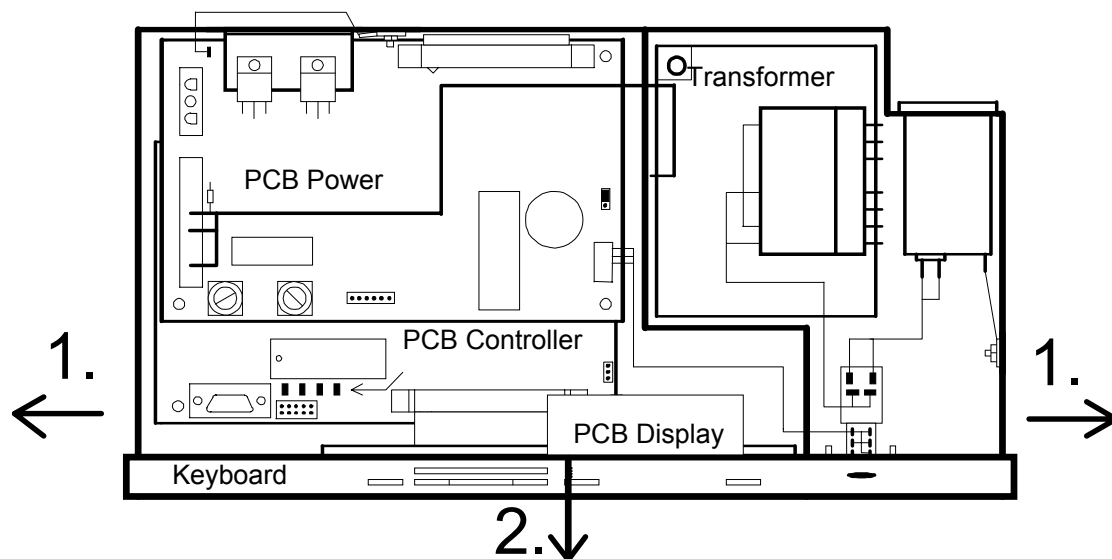 Transformer
PCB Power
PCB Controller
1.
1.
PCB Display
Keyboard
2.